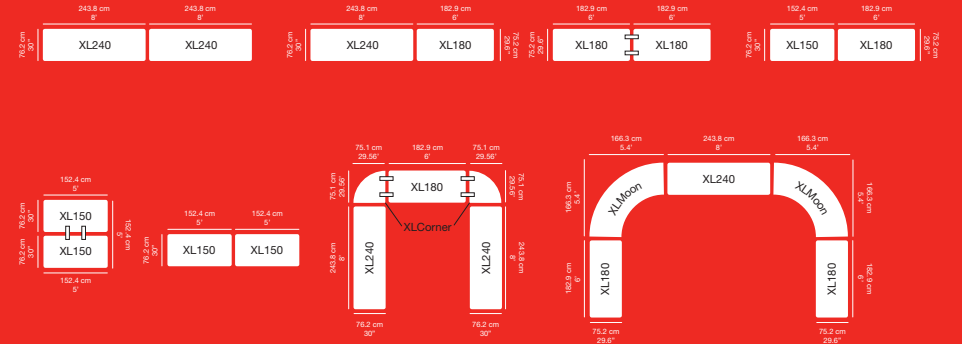 243.8 cm
8'
243.8 cm
8'
76.2 cm
30"
XL240
XL240
243.8 cm
8'
182.9 cm
6'
76.2 cm
30"
XL240
XL180
75.2 cm
29.6"
182.9 cm
6'
182.9 cm
6'
75.2 cm
29.6"
XL180
XL180
152.4 cm
5'
182.9 cm
6'
76.2 cm
30"
XL150
XL180
75.2 cm
29.6"
152.4 cm
5'
76.2 cm
30"
XL150
76.2 cm
30"
XL150
152.4 cm
5'
152.4 cm
5'
152.4 cm
5'
152.4 cm
5'
76.2 cm
30"
XL150
XL150
75.1 cm
29.56'
182.9 cm
6'
75.1 cm
29.56'
75.1 cm
29.56'
XL180
75.1 cm
29.56'
XLCorner
243.8 cm
8'
XL240
XL240
243.8 cm
8'
76.2 cm
30"
76.2 cm
30"
166.3 cm
5.4'
243.8 cm
8'
166.3 cm
5.4'
166.3 cm
5.4'
XLMoon
XL240
XLMoon
166.3 cm
5.4'
182.9 cm
6'
XL180
XL180
182.9 cm
6'
75.2 cm
29.6"
75.2 cm
29.6"